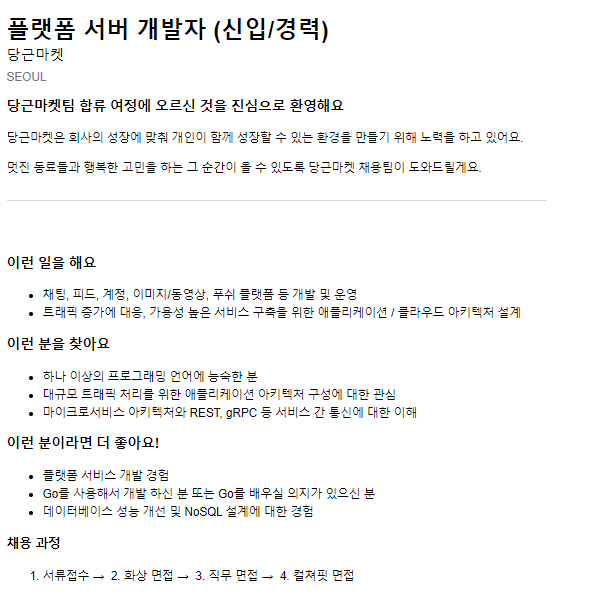 플랫폼 서버 개발자 (신입/경력)
당근마켓
SEOUL
당근마켓팀 합류 여정에 오르신 것을 진심으로 환영해요
당근마켓은 회사의 성장에 맞춰 개인이 함께 성장할 수 있는 환경을 만들기 위해 노력을 하고 있어요.
멋진 동료들과 행복한 고민을 하는 그 순간이 올 수 있도록 당근마켓 채용팀이 도와드릴게요.
이런 일을 해요
• 채팅, 피드, 계정, 이미지/동영상, 푸쉬 플랫폼 등 개발 및 운영
• 트래픽 증가에 대응, 가용성 높은 서비스 구축을 위한 애플리케이션 / 클라우드 아키텍처 설계
이런 분을 찾아요
• 하나 이상의 프로그래밍 언어에 능숙한 분
• 대규모 트래픽 처리를 위한 애플리케이션 아키텍처 구성에 대한 관심
• 마이크로서비스 아키텍처와 REST, gRPC 등 서비스 간 통신에 대한 이해
이런 분이라면 더 좋아요!
• 플랫폼 서비스 개발 경험
• Go를 사용해서 개발 하신 분 또는 Go를 배우실 의지가 있으신 분
• 데이터베이스 성능 개선 및 NoSQL 설계에 대한 경험
채용 과정
1. 서류접수 → 2. 화상 면접 → 3. 직무 면접 → 4. 컬쳐핏 면접